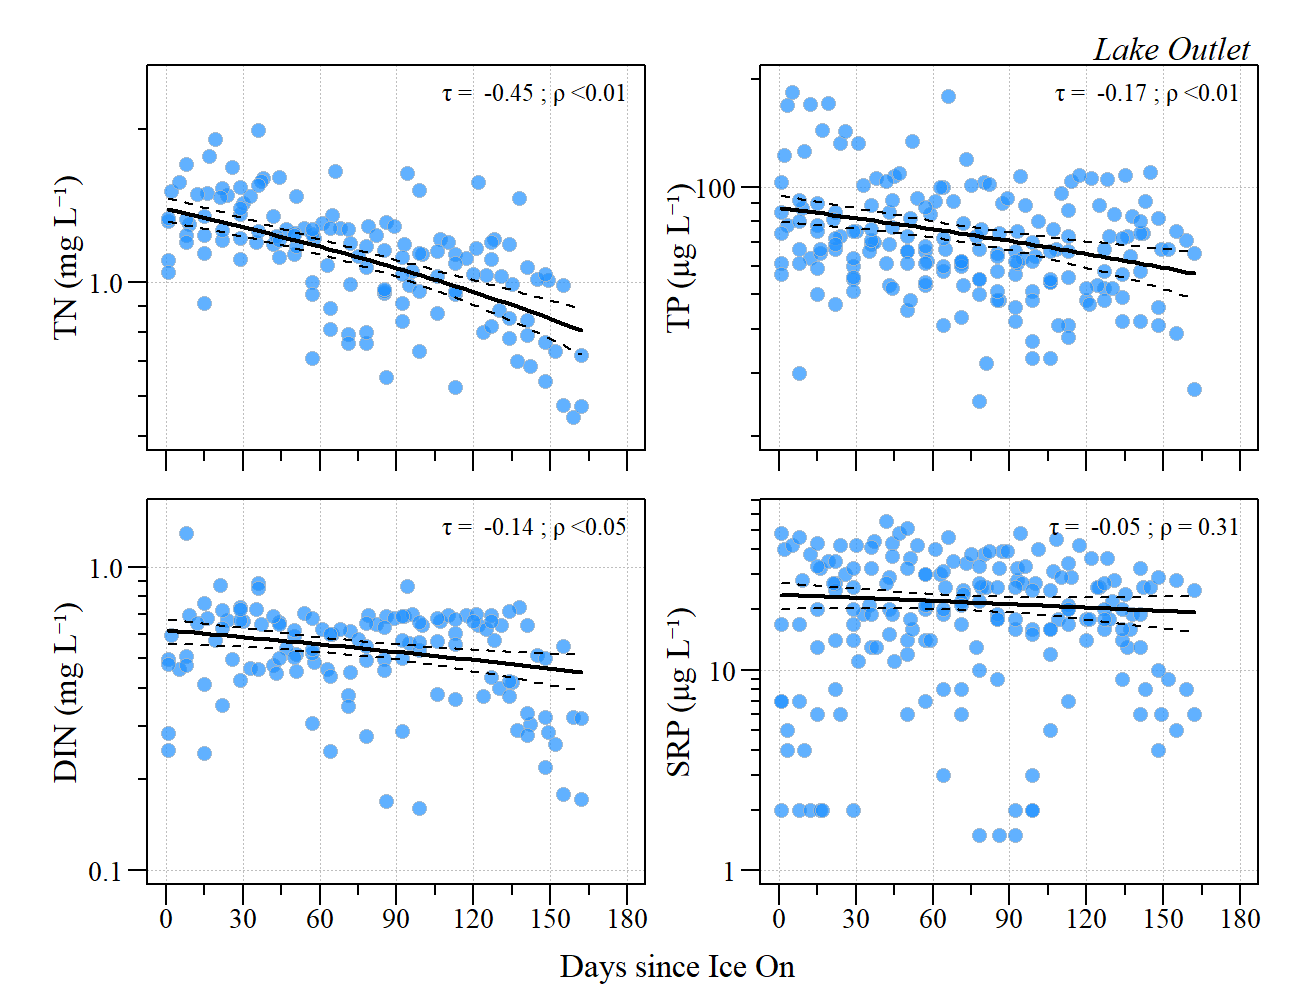 Lake Outlet
τ = -0.45 ; ρ <0.01
TN (mg L⁻¹)
1.0
τ = -0.17 ; ρ <0.01
TP (μg L⁻¹)
100
τ = -0.14 ; ρ <0.05
DIN (mg L⁻¹)
1.0
0.1
0 30 60 90 120 150 180
τ = -0.05 ; ρ = 0.31
SRP (μg L⁻¹)
10
1
0 30 60 90 120 150 180
Days since Ice On